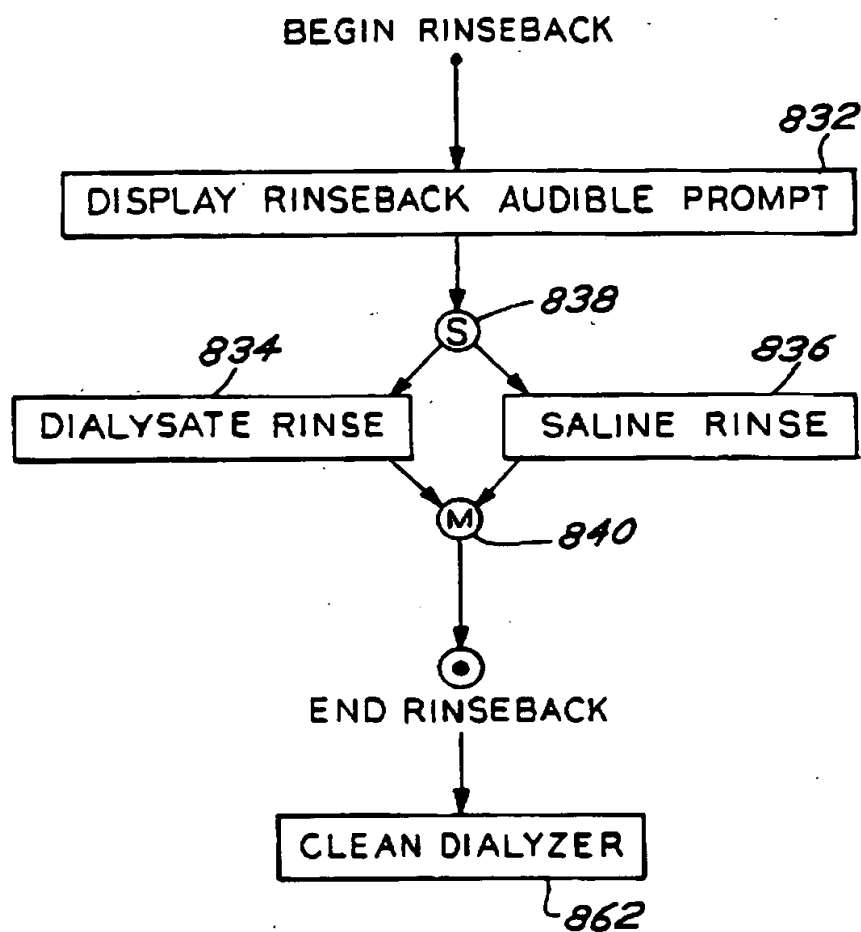 BEGIN RINSEBACK
832
DISPLAY RINSEBACK AUDIBLE PROMPT
S 838
834
836
DIALYSATE RINSE
SALINE RINSE
M
840
END RINSEBACK
CLEAN DIALYZER
862